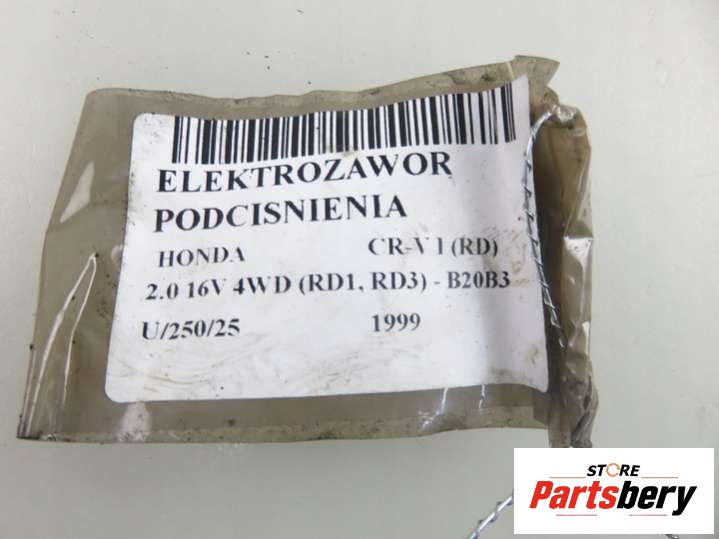 ELEKTROZAWOR
PODCISNIENIA
HONDA CR-V I (RD)
2.0 16V 4WD (RD1, RD3) - B20B3
U/250/25 1999
STORE
Partsbery